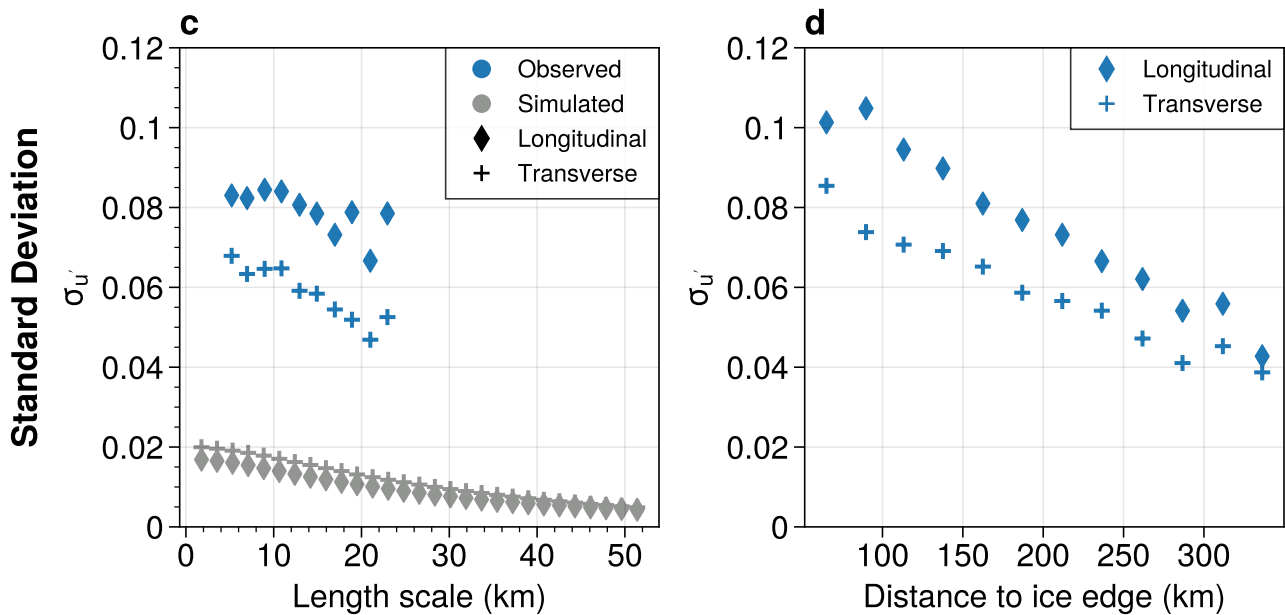 Standard Deviation
c
σu′
0.12
0.1
0.08
0.06
0.04
0.02
0
0 10 20 30 40 50
Length scale (km)
Observed
Simulated
Longitudinal
Transverse
d
σu′
0.12
0.1
0.08
0.06
0.04
0.02
0
100 150 200 250 300
Distance to ice edge (km)
Longitudinal
Transverse